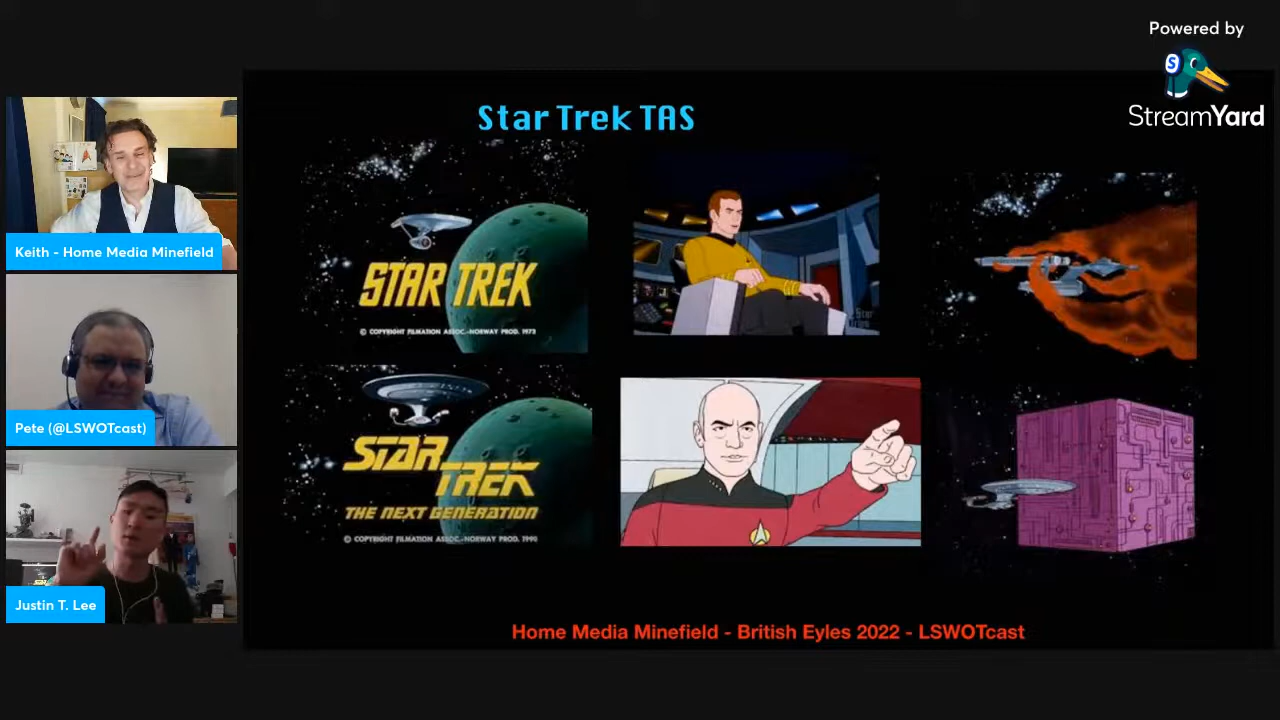 Powered by
S
StreamYard
Star Trek TAS
STAR TREK
© COPYRIGHT FILMATION ASSOC.-NORWAY PROD. 1973
STAR TREK
THE NEXT GENERATION
© COPYRIGHT FILMATION ASSOC.-NORWAY PROD. 1990
Keith - Home Media Minefield
Pete (@LSWOTcast)
Justin T. Lee
Home Media Minefield - British Eyles 2022 - LSWOTcast